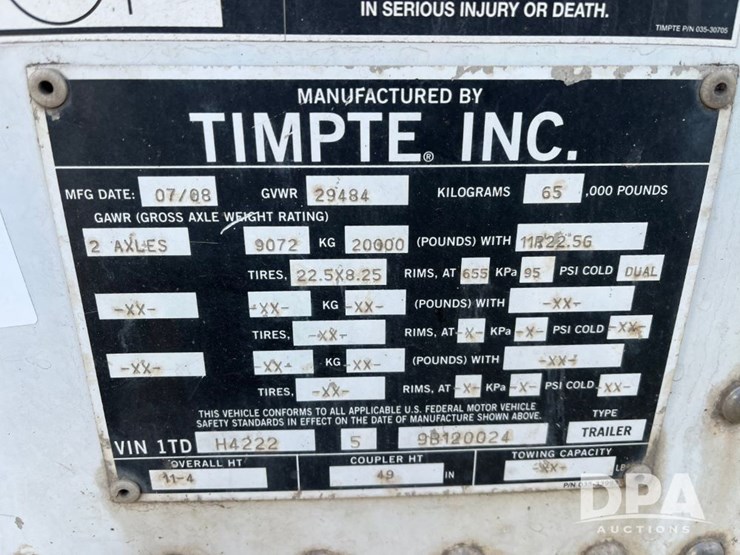 IN SERIOUS INJURY OR DEATH.
TIMPTE P/N 035-30705
MANUFACTURED BY
TIMPTE® INC.
MFG DATE: 07/08 GVWR 29484 KILOGRAMS 65 ,000 POUNDS
GAWR (GROSS AXLE WEIGHT RATING)
2 AXLES 9072 KG 20000 (POUNDS) WITH 11R22.5G
TIRES, 22.5X8.25 RIMS, AT 655 KPa 95 PSI COLD DUAL
-XX- -XX- KG -XX- (POUNDS) WITH -XX-
TIRES, -XX- RIMS, AT -X- KPa -X- PSI COLD -XX-
-XX- -XX- KG -XX- (POUNDS) WITH -XX-
TIRES, -XX- RIMS, AT -X- KPa -X- PSI COLD -XX-
THIS VEHICLE CONFORMS TO ALL APPLICABLE U.S. FEDERAL MOTOR VEHICLE
SAFETY STANDARDS IN EFFECT ON THE DATE OF MANUFACTURE SHOWN ABOVE.
TYPE
VIN 1TD H4222 5 9B120024 TRAILER
OVERALL HT COUPLER HT TOWING CAPACITY
11-4 49 IN -XX- LB
P/N
DPA
AUCTIONS